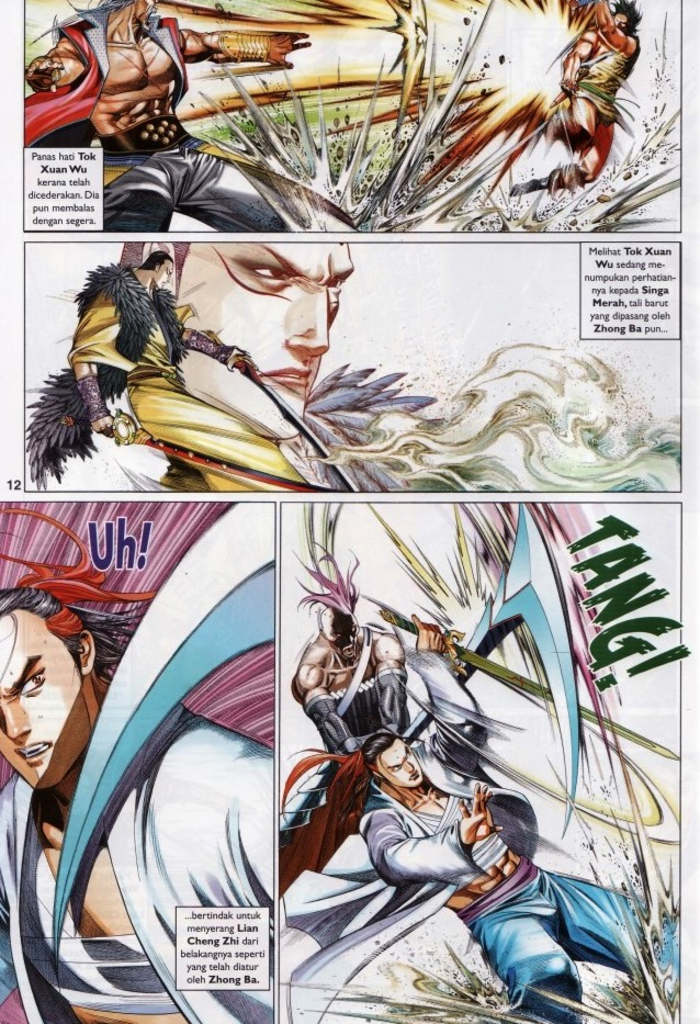 Panas hati Tok
Xuan Wu
kerana telah
dicederakan. Dia
pun membalas
dengan segera.
Melihat Tok Xuan
Wu sedang me-
numpukan perhatian-
nya kepada Singa
Merah, tali barut
yang dipasang oleh
Zhong Ba pun...
12
Uh!
...bertindak untuk
menyerang Lian
Cheng Zhi dari
belakangnya seperti
yang telah diatur
oleh Zhong Ba.
TANG!